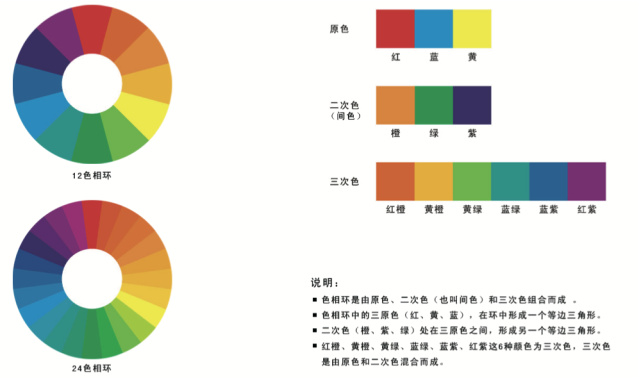 原色
红 蓝 黄
二次色
（间色）
橙 绿 紫
12色相环
三次色
红橙 黄橙 黄绿 蓝绿 蓝紫 红紫
说明：
■ 色相环是由原色、二次色（也叫间色）和三次色组合而成 。
■ 色相环中的三原色（红、黄、蓝），在环中形成一个等边三角形。
■ 二次色（橙、紫、绿）处在三原色之间，形成另一个等边三角形。
■ 红橙、黄橙、黄绿、蓝绿、蓝紫、红紫这6种颜色为三次色，三次色
是由原色和二次色混合而成。
24色相环